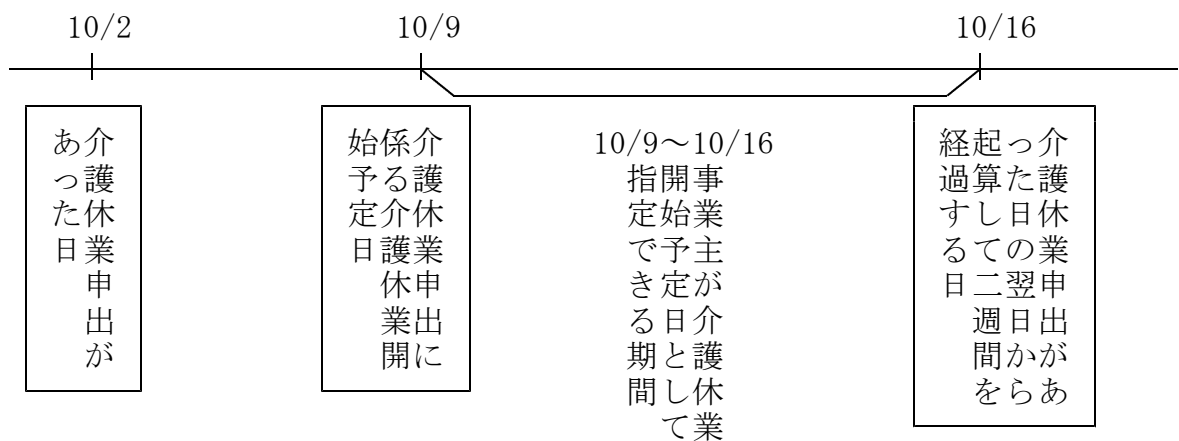 10/2
10/9
10/16
介護休業申出が
あった日
介護休業申出に
係る介護休業開
始予定日
10/9～10/16
事業主が介護休業
開始予定日として
指定できる期間
介護休業申出があ
った日の翌日から
起算して二週間を
経過する日